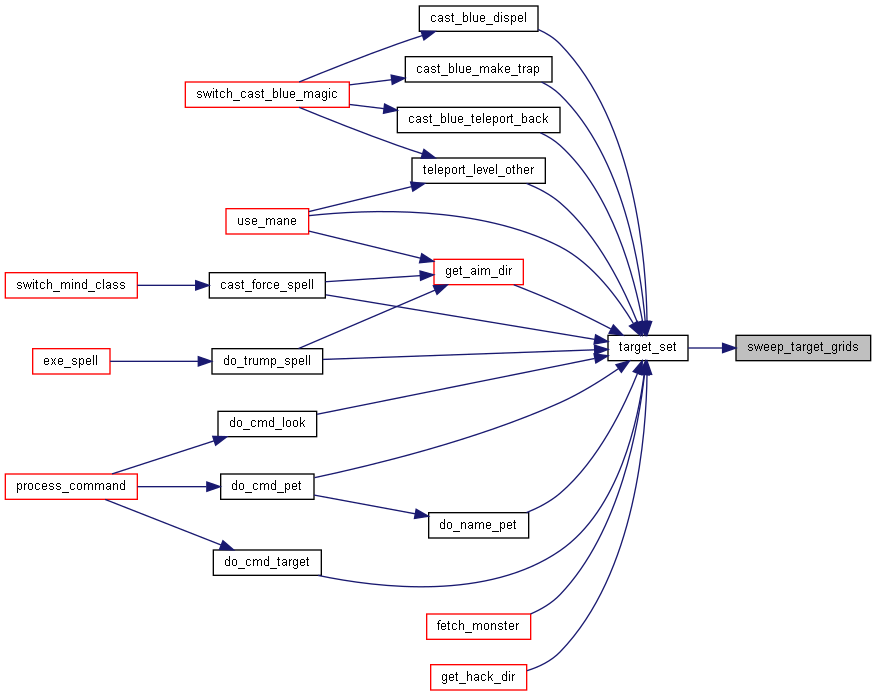 cast_blue_dispel
cast_blue_make_trap
switch_cast_blue_magic
cast_blue_teleport_back
teleport_level_other
use_mane
get_aim_dir
switch_mind_class
cast_force_spell
target_set
sweep_target_grids
exe_spell
do_trump_spell
do_cmd_look
process_command
do_cmd_pet
do_name_pet
do_cmd_target
fetch_monster
get_hack_dir